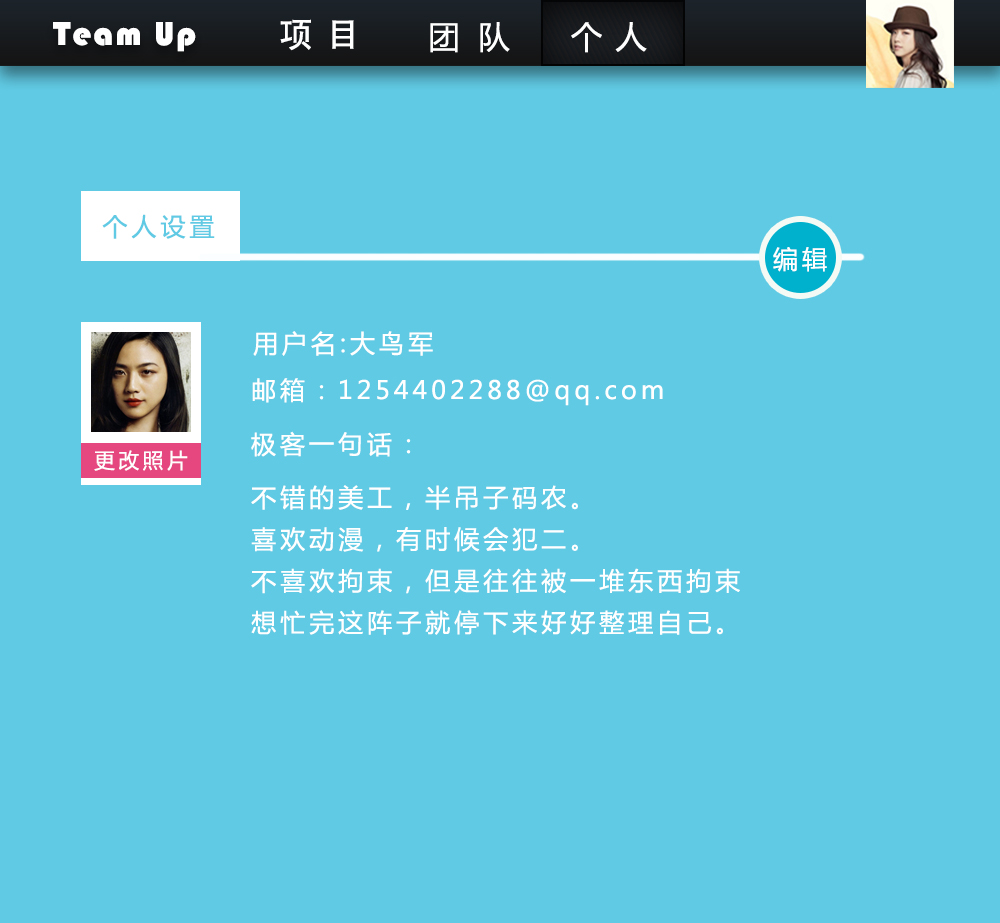 Team Up
项目
团队
个人
个人设置
编辑
用户名:大鸟军
邮箱：1254402288@qq.com
更改照片
极客一句话：
不错的美工，半吊子码农。
喜欢动漫，有时候会犯二。
不喜欢拘束，但是往往被一堆东西拘束
想忙完这阵子就停下来好好整理自己。